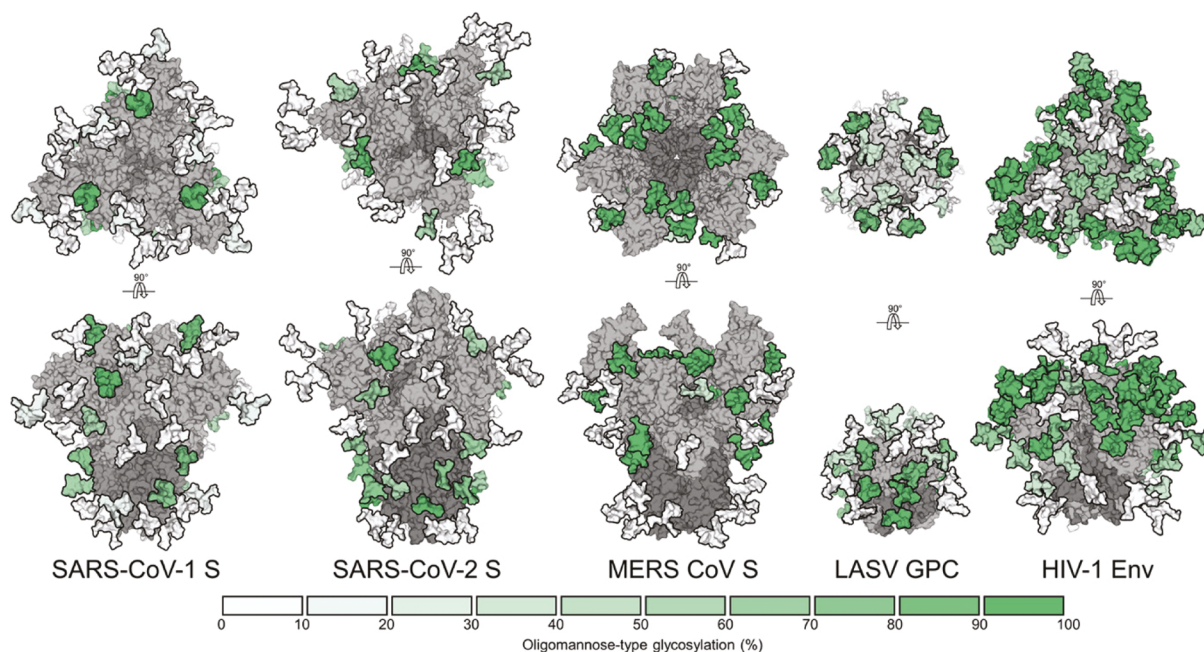 90°
90°
90°
90°
90°
SARS-CoV-1 S
SARS-CoV-2 S
MERS CoV S
LASV GPC
HIV-1 Env
0 10 20 30 40 50 60 70 80 90 100
Oligomannose-type glycosylation (%)